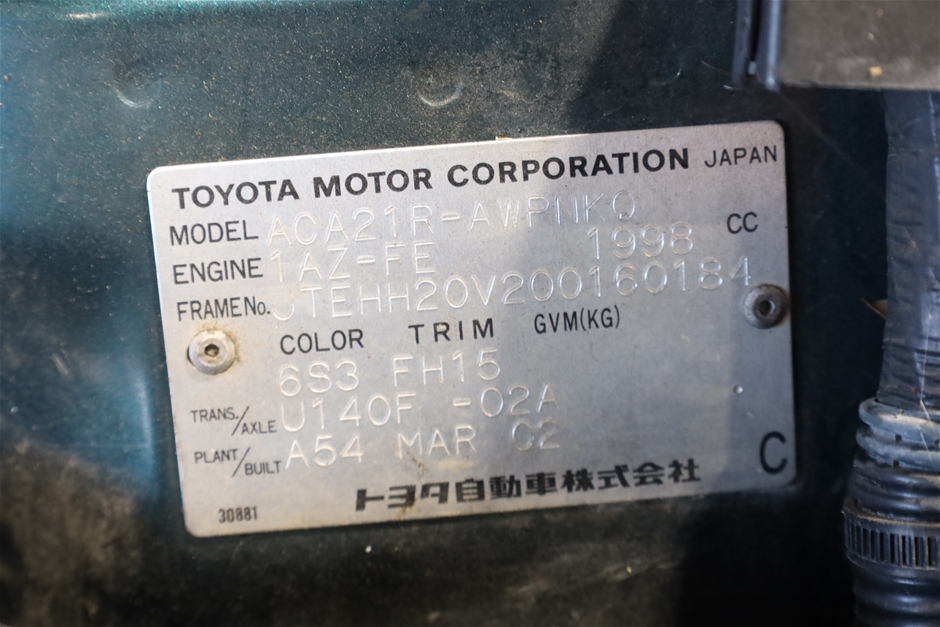 TOYOTA MOTOR CORPORATION JAPAN
MODEL ACA21R-AWPNKQ
ENGINE 1AZ-FE 1998 CC
FRAME No. JTEHH20V200160184
COLOR TRIM GVM(KG)
6S3 FH15
TRANS./AXLE U140F -02A
PLANT/BUILT A54 MAR 02
C
トヨタ自動車株式会社
30881